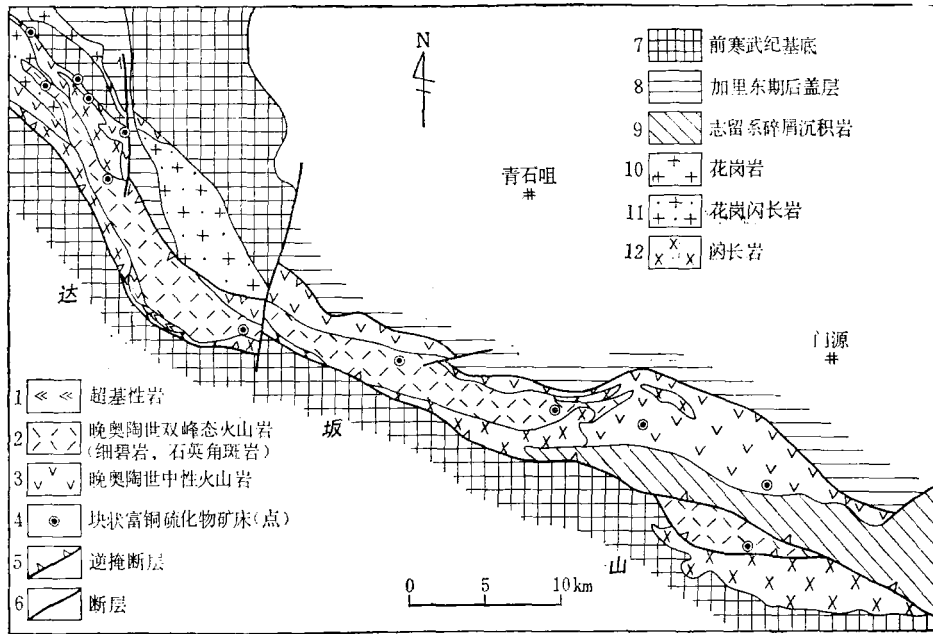 N
青石咀
门源
达
坂
山
7 前寒武纪基底
8 加里东期后盖层
9 志留系碎屑沉积岩
10 花岗岩
11 花岗闪长岩
12 闪长岩
1 超基性岩
2 晚奥陶世双峰态火山岩
(细碧岩，石英角斑岩)
3 晚奥陶世中性火山岩
4 块状富铜硫化物矿床(点)
5 逆掩断层
6 断层
0 5 10km